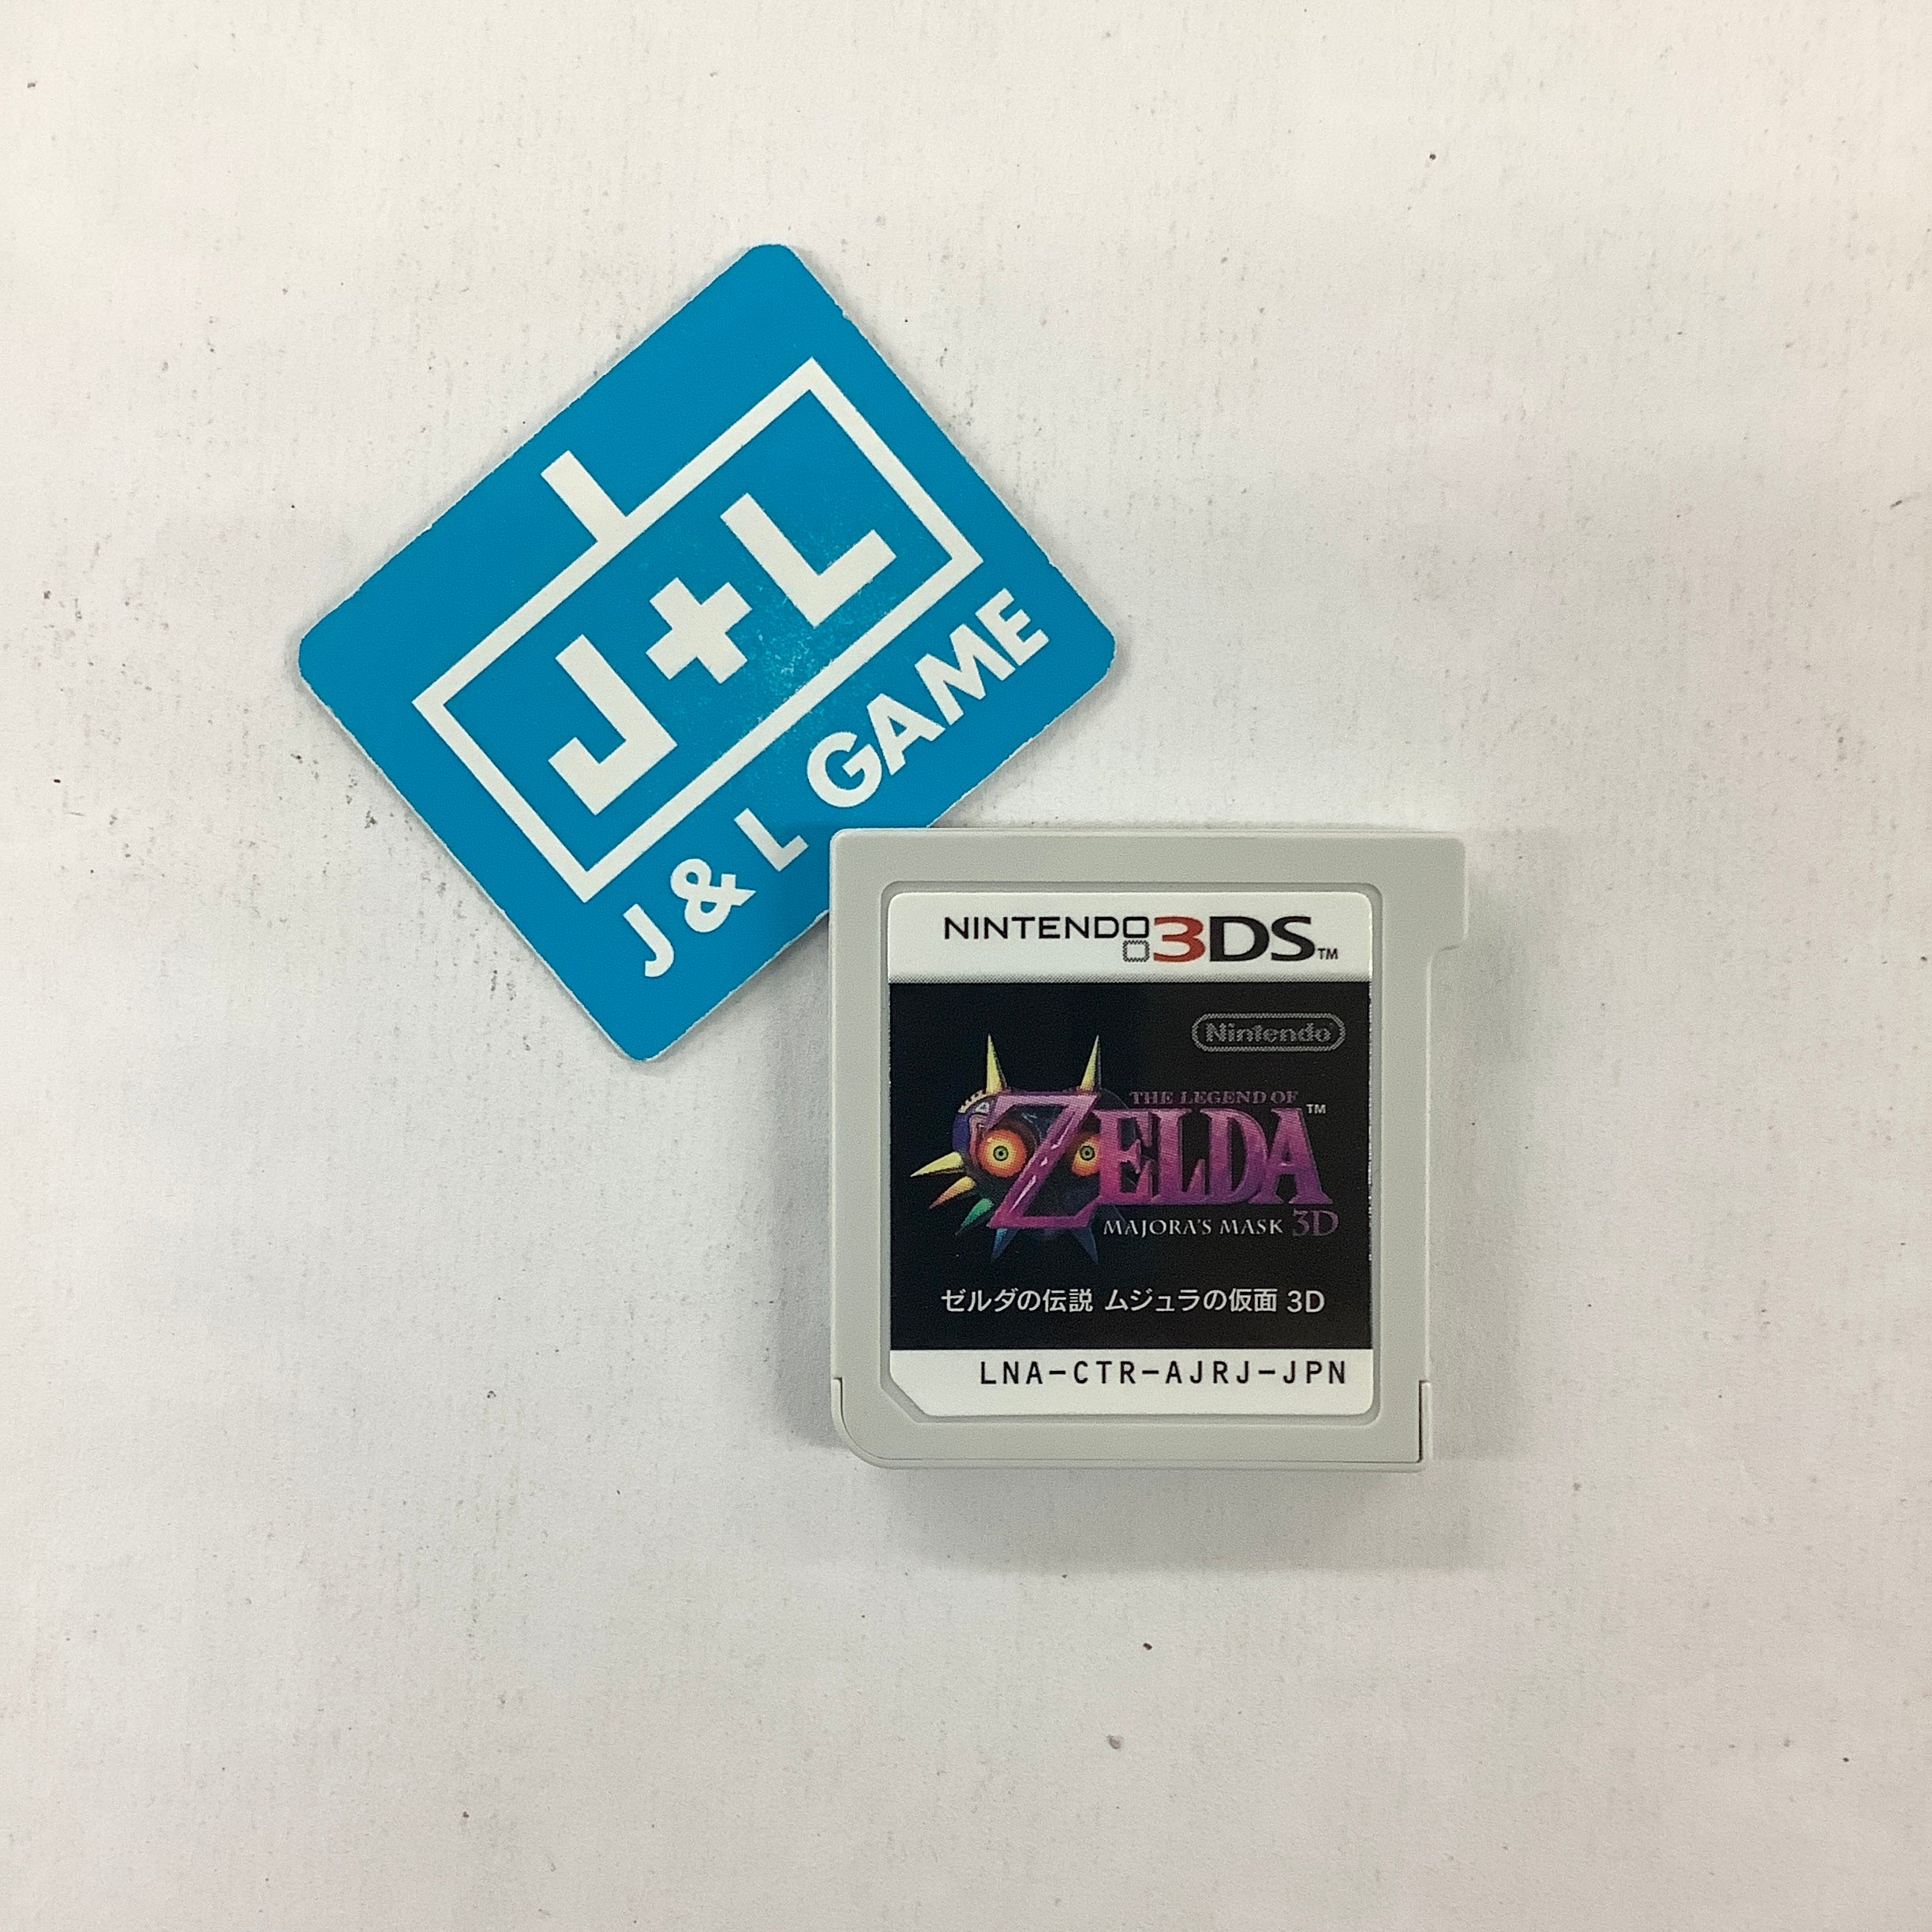 J+L
J & L GAME
NINTENDO 3DS™
Nintendo
THE LEGEND OF
ZELDA™
MAJORA'S MASK 3D
ゼルダの伝説 ムジュラの仮面 3D
LNA-CTR-AJRJ-JPN